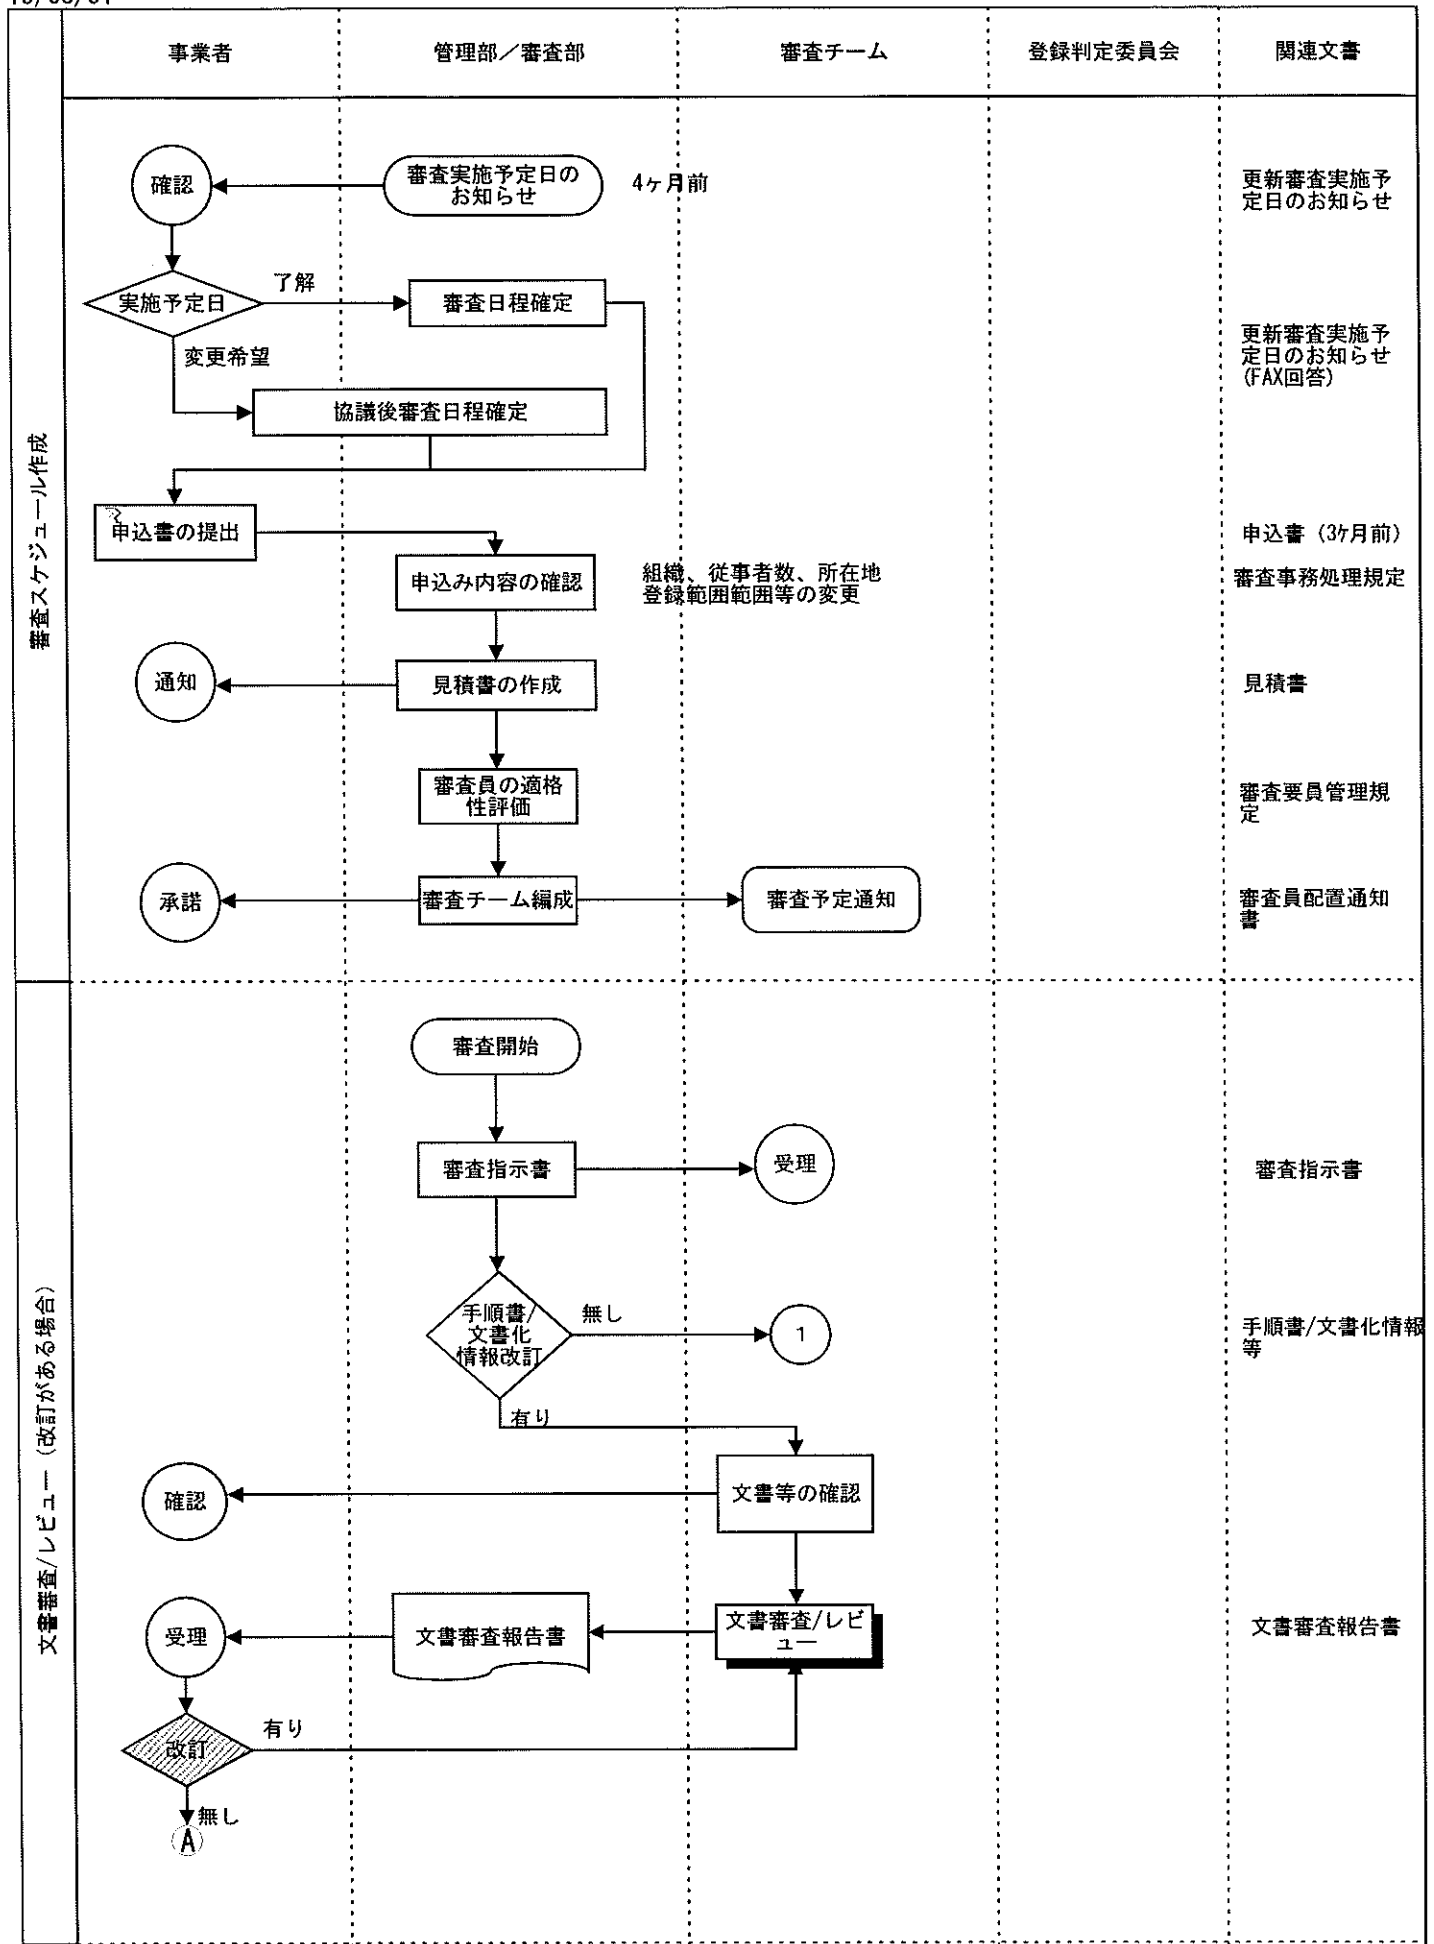 事業者
管理部／審査部
審査チーム
登録判定委員会
関連文書
審査スケジュール作成
確認
審査実施予定日の
お知らせ
4ヶ月前
更新審査実施予
定日のお知らせ
実施予定日
了解
審査日程確定
変更希望
更新審査実施予
定日のお知らせ
(FAX回答)
協議後審査日程確定
申込書の提出
申込書（3ヶ月前）
申込み内容の確認
組織、従事者数、所在地
登録範囲範囲等の変更
審査事務処理規定
通知
見積書の作成
見積書
審査員の適格
性評価
審査要員管理規
定
承諾
審査チーム編成
審査予定通知
審査員配置通知
書
文書審査/レビュー（改訂がある場合）
審査開始
審査指示書
受理
審査指示書
手順書/
文書化
情報改訂
無し
1
手順書/文書化情報
等
有り
確認
文書等の確認
受理
文書審査報告書
文書審査/レビ
ュー
文書審査報告書
改訂
有り
無し
A